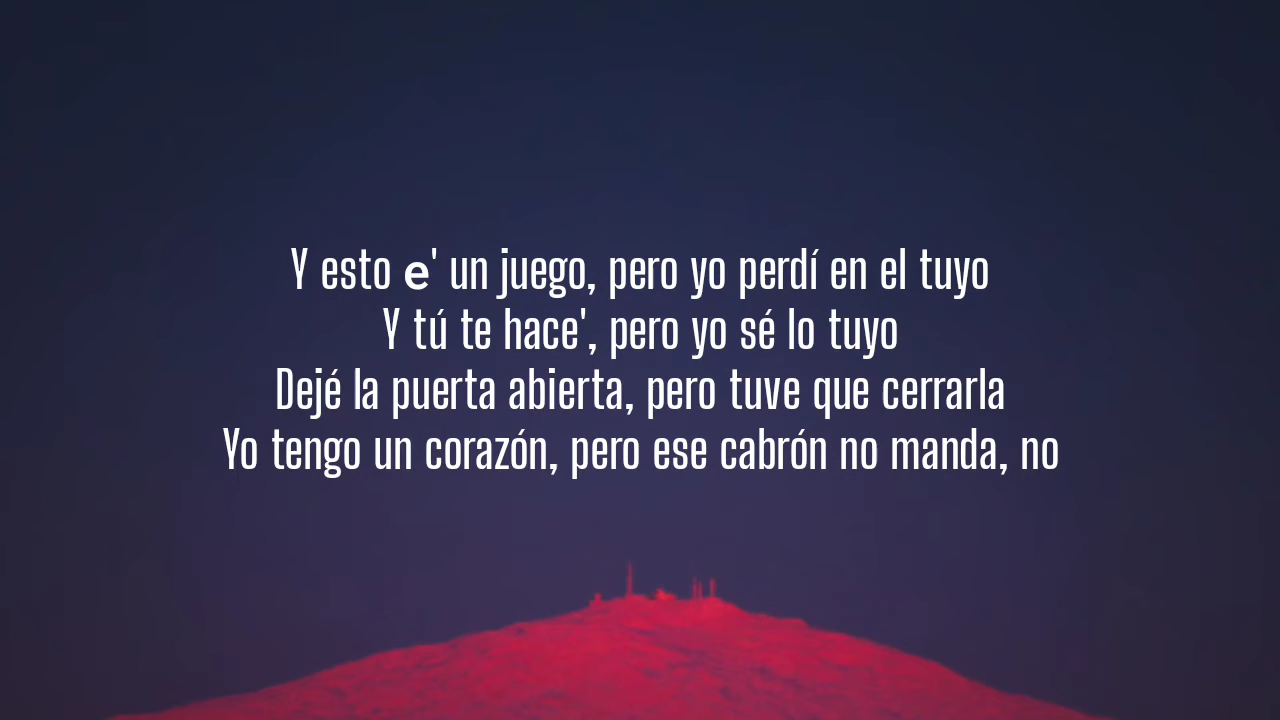 Y esto e' un juego, pero yo perdí en el tuyo
Y tú te hace', pero yo sé lo tuyo
Dejé la puerta abierta, pero tuve que cerrarla
Yo tengo un corazón, pero ese cabrón no manda, no